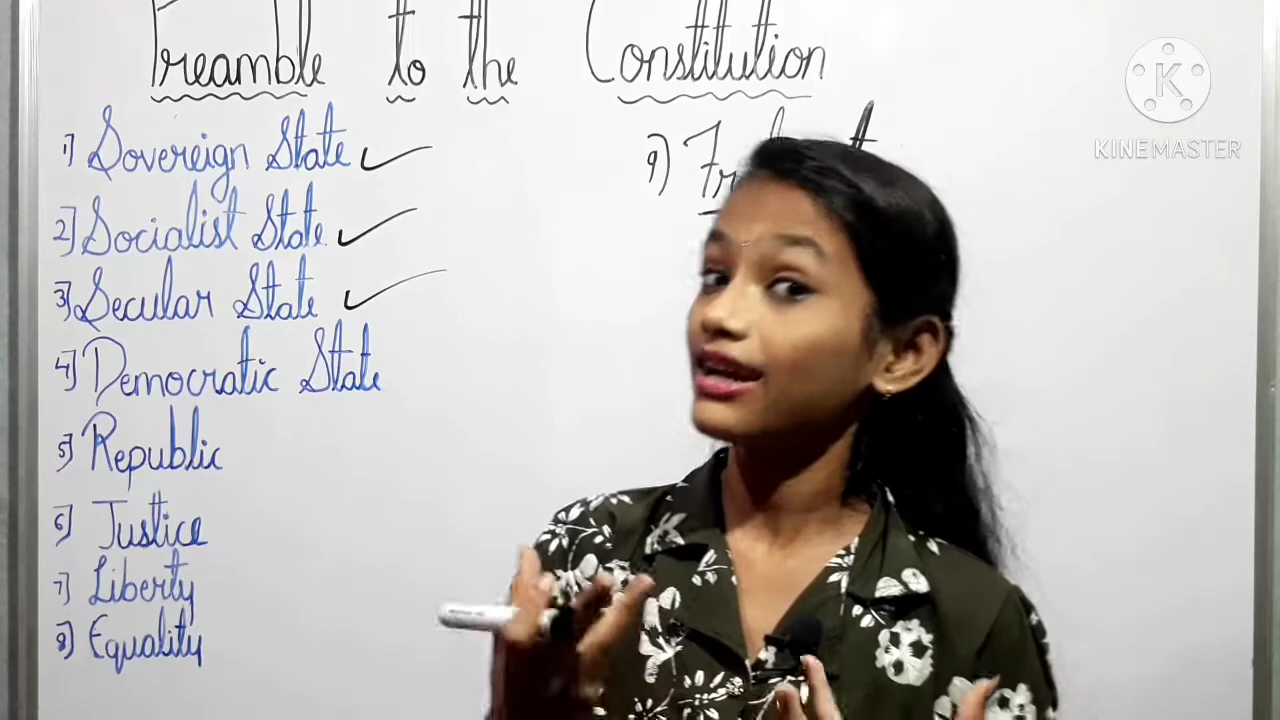 Preamble to the Constitution
1) Sovereign State
2] Socialist State
3] Secular State
4] Democratic State
5] Republic
6] Justice
7] Liberty
8] Equality
9)
K
KINEMASTER